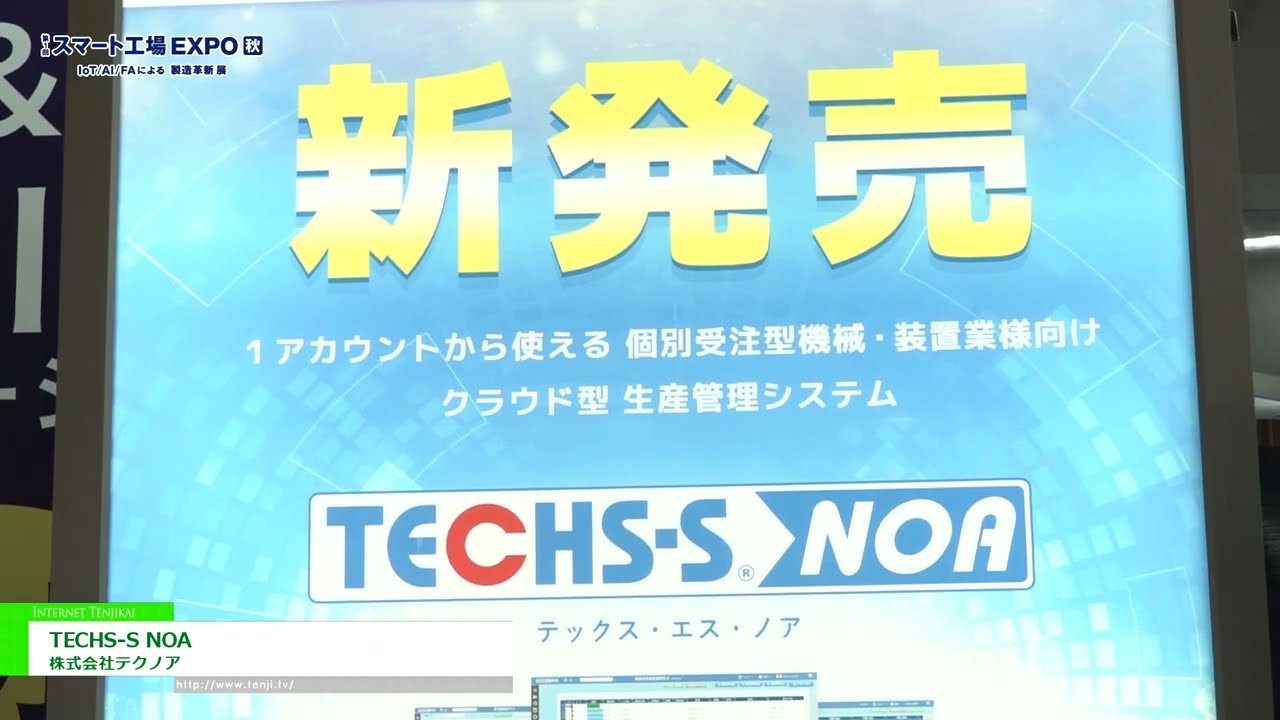 スマート工場 EXPO 秋
IoT/AI/FAによる 製造革新展
&
新発売
1アカウントから使える 個別受注型機械・装置業様向け
クラウド型 生産管理システム
TECHS-S® NOA
テックス・エス・ノア
INTERNET TENJIKAI
TECHS-S NOA
株式会社テクノア
http://www.tenji.tv/